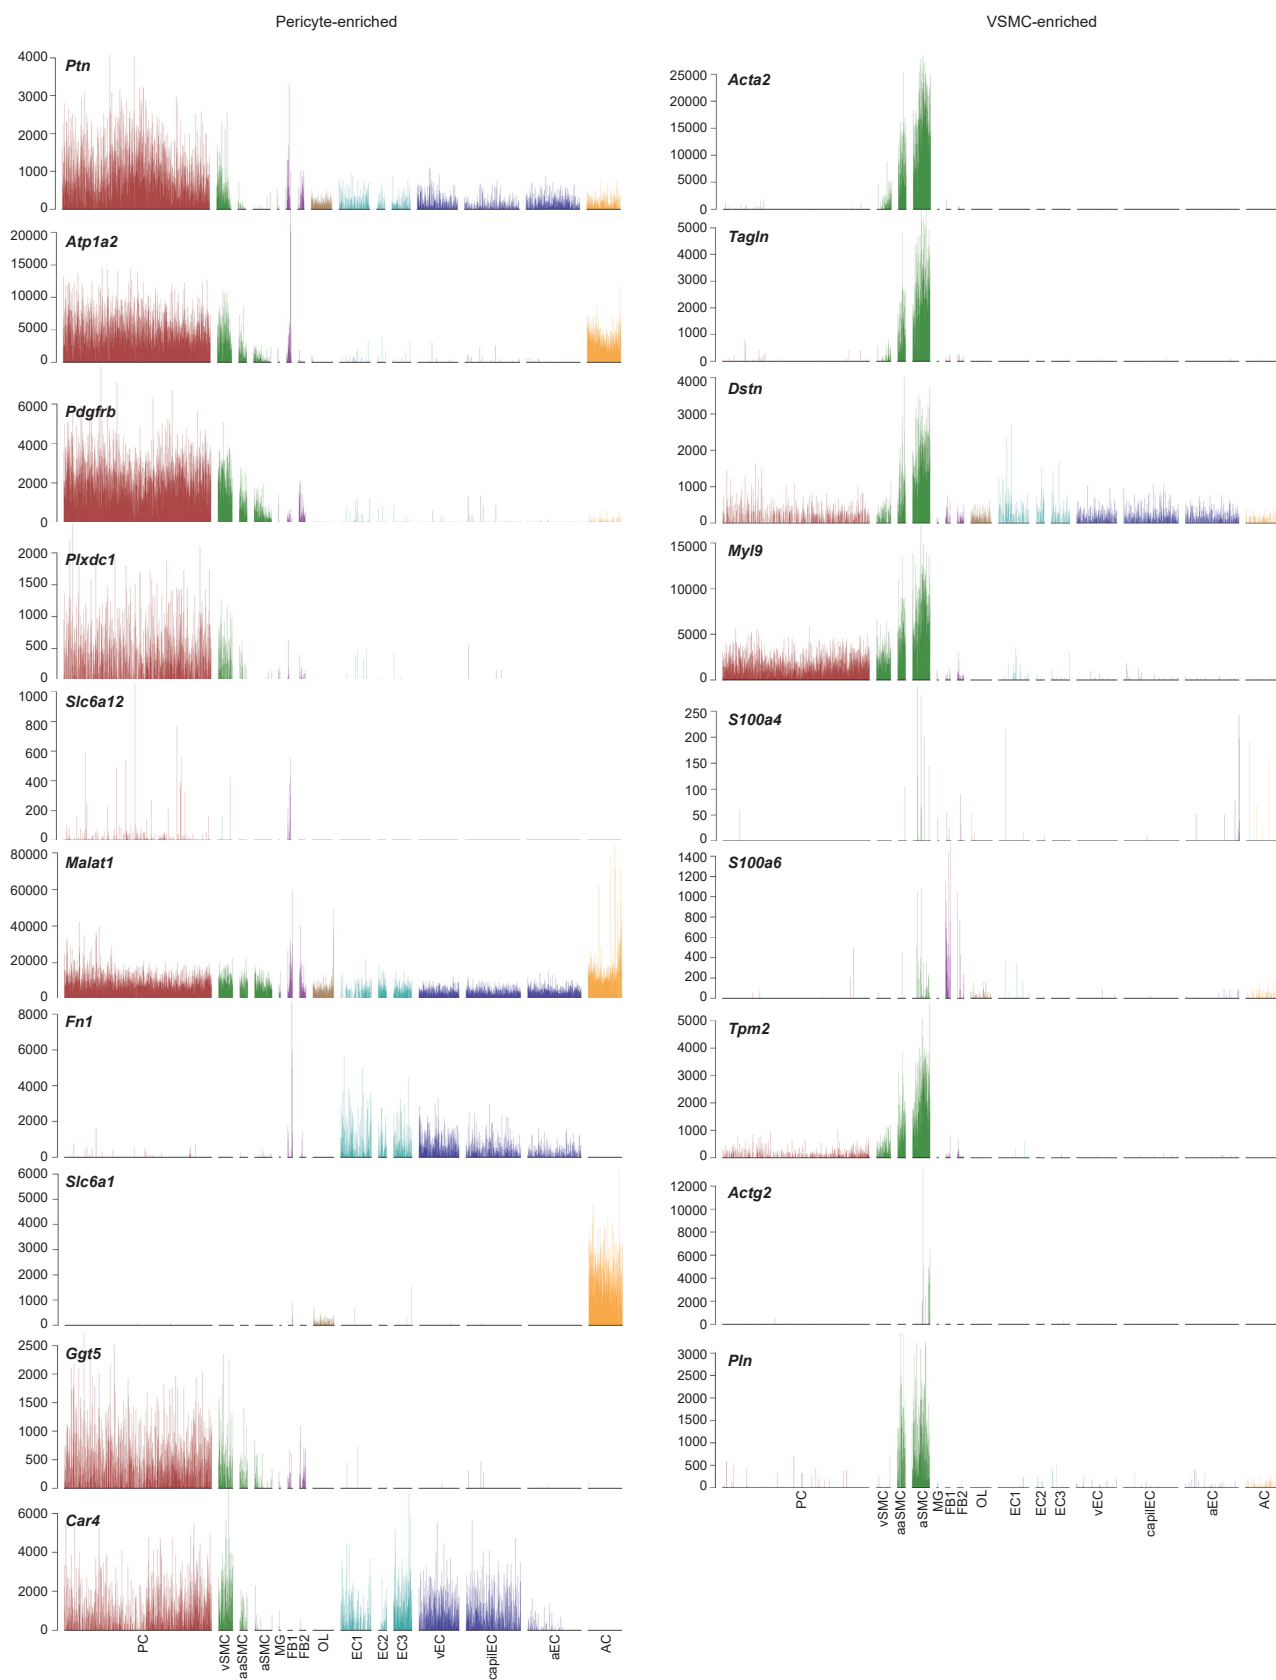 Pericyte-enriched
Ptn
4000
3000
2000
1000
0
Atp1a2
20000
15000
10000
5000
0
Pdgfrb
6000
4000
2000
0
Plxdc1
2000
1500
1000
500
0
Slc6a12
1000
800
600
400
200
0
Malat1
80000
60000
40000
20000
0
Fn1
8000
6000
4000
2000
0
Slc6a1
6000
5000
4000
3000
2000
1000
0
Ggt5
2500
2000
1500
1000
500
0
Car4
6000
4000
2000
0
PC
vSMC
aaSMC
aSMC
MG
FB1
FB2
OL
EC1
EC2
EC3
vEC
capilEC
aEC
AC
VSMC-enriched
Acta2
25000
20000
15000
10000
5000
0
Tagln
5000
4000
3000
2000
1000
0
Dstn
4000
3000
2000
1000
0
Myl9
15000
10000
5000
0
S100a4
250
200
150
100
50
0
S100a6
1400
1200
1000
800
600
400
200
0
Tpm2
5000
4000
3000
2000
1000
0
Actg2
12000
10000
8000
6000
4000
2000
0
Pln
3000
2500
2000
1500
1000
500
0
PC
vSMC
aaSMC
aSMC
MG
FB1
FB2
OL
EC1
EC2
EC3
vEC
capilEC
aEC
AC